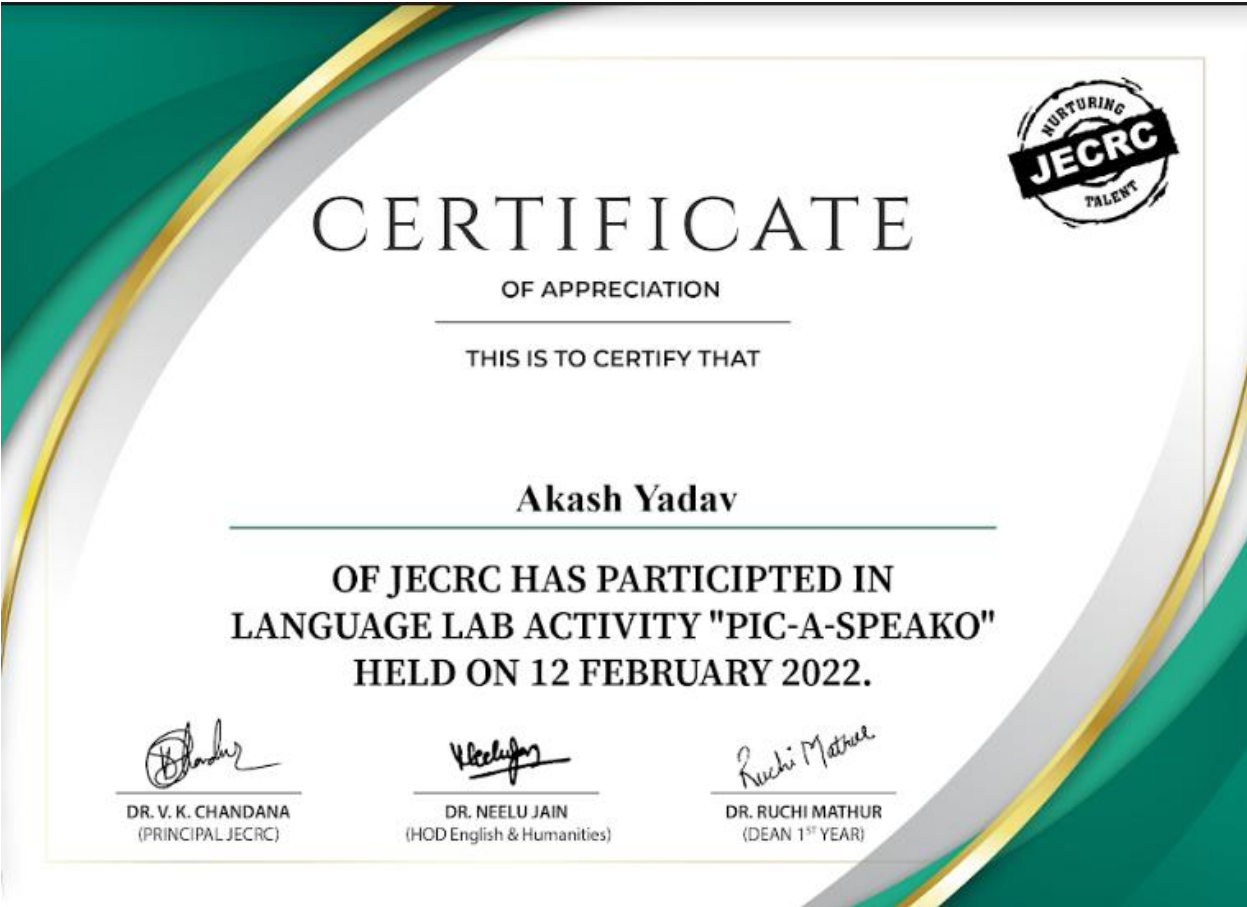 NURTURING
JECRC
TALENT
CERTIFICATE
OF APPRECIATION
THIS IS TO CERTIFY THAT
Akash Yadav
OF JECRC HAS PARTICIPTED IN
LANGUAGE LAB ACTIVITY "PIC-A-SPEAKO"
HELD ON 12 FEBRUARY 2022.
Ruchi Mathur
DR. V. K. CHANDANA
(PRINCIPAL JECRC)
DR. NEELU JAIN
(HOD English & Humanities)
DR. RUCHI MATHUR
(DEAN 1ST YEAR)